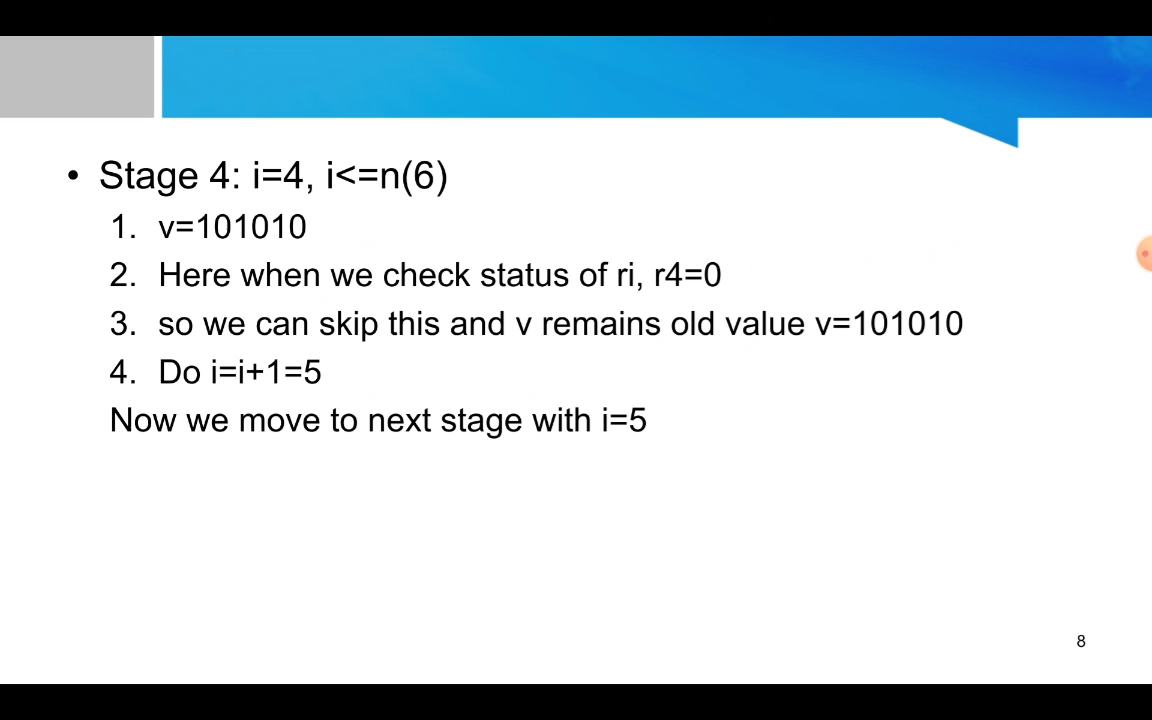 • Stage 4: i=4, i<=n(6)
1. v=101010
2. Here when we check status of ri, r4=0
3. so we can skip this and v remains old value v=101010
4. Do i=i+1=5
Now we move to next stage with i=5
8